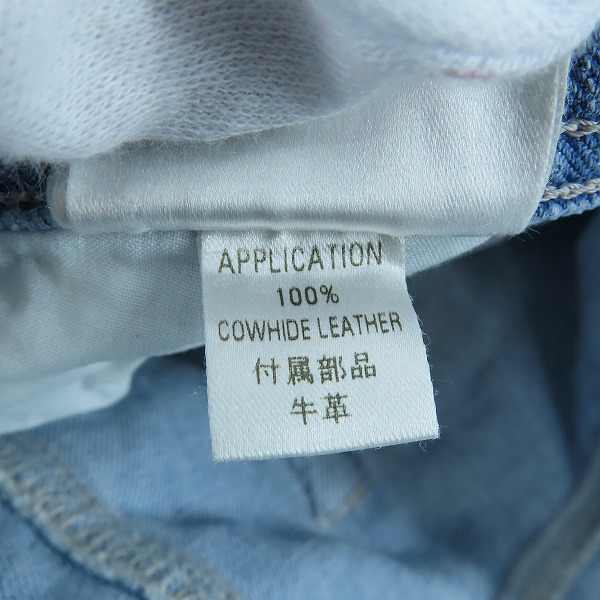 APPLICATION
100%
COWHIDE LEATHER
付属部品
牛革